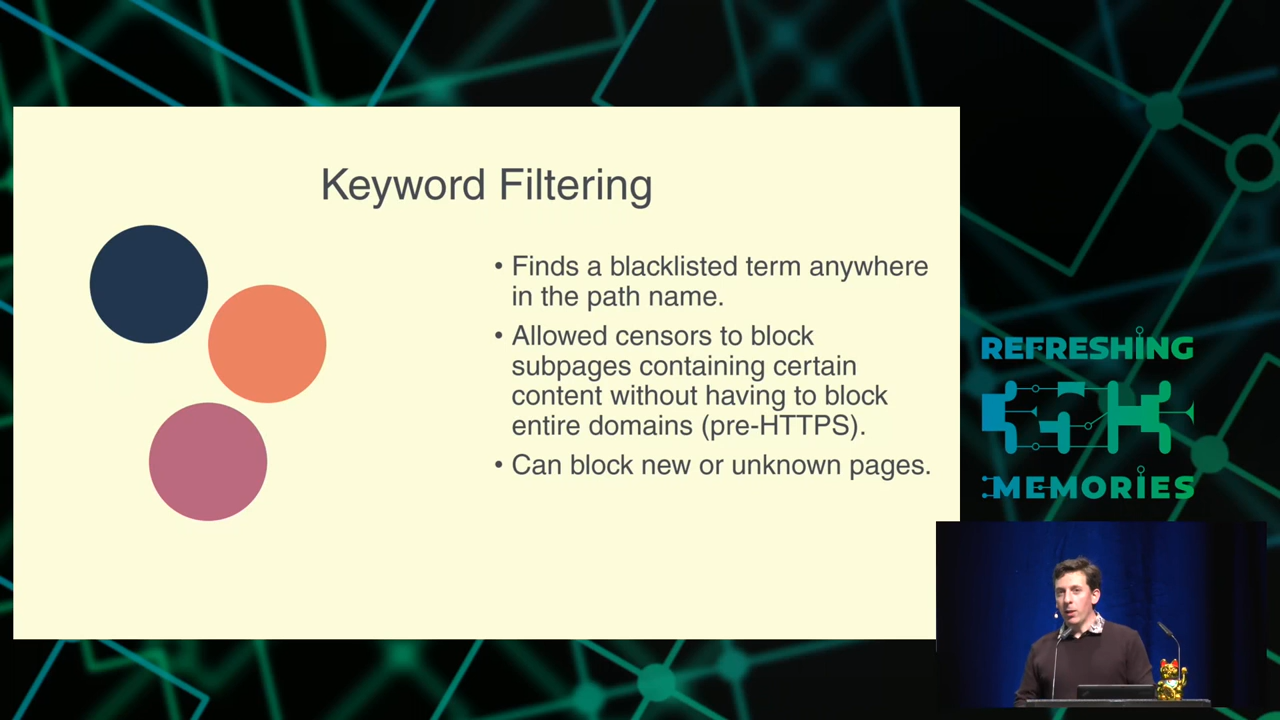 Keyword Filtering
• Finds a blacklisted term anywhere
in the path name.
• Allowed censors to block
subpages containing certain
content without having to block
entire domains (pre-HTTPS).
• Can block new or unknown pages.
REFRESHING
35C3
MEMORIES